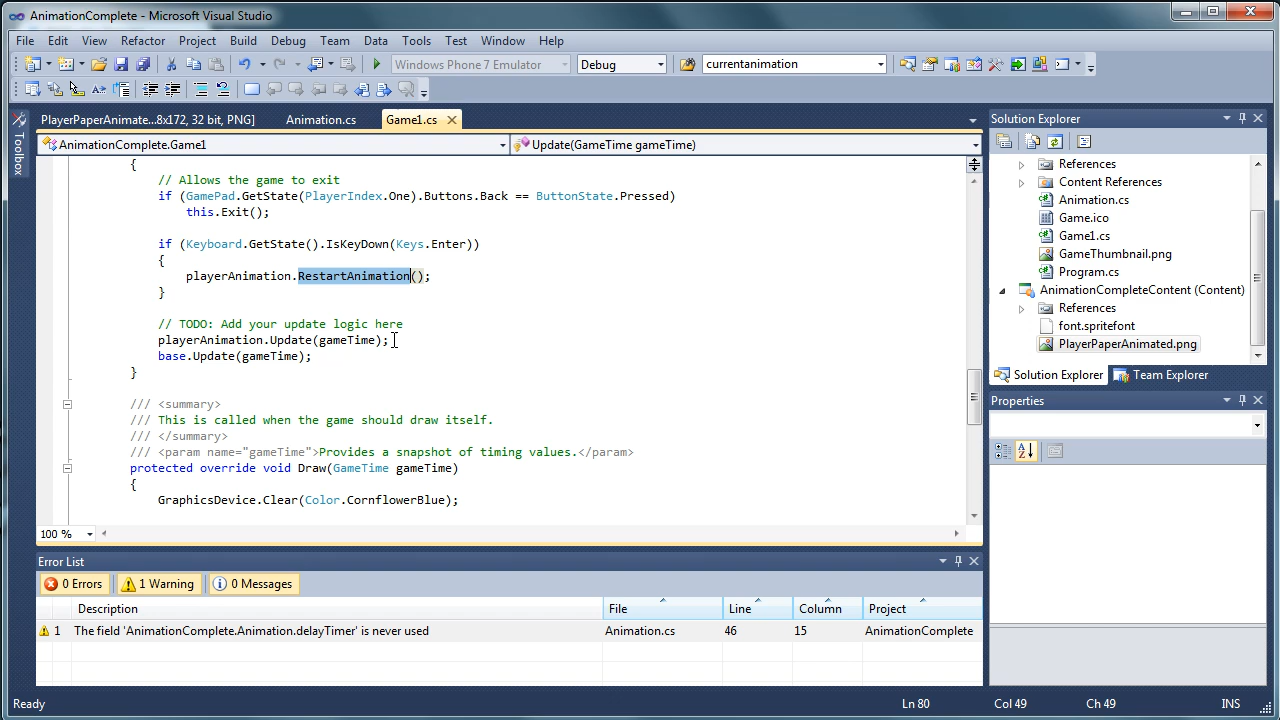 AnimationComplete - Microsoft Visual Studio
File Edit View Refactor Project Build Debug Team Data Tools Test Window Help
Windows Phone 7 Emulator Debug currentanimation
PlayerPaperAnimate...8x172, 32 bit, PNG] Animation.cs Game1.cs
AnimationComplete.Game1 Update(GameTime gameTime)
Toolbox
{
// Allows the game to exit
if (GamePad.GetState(PlayerIndex.One).Buttons.Back == ButtonState.Pressed)
this.Exit();
if (Keyboard.GetState().IsKeyDown(Keys.Enter))
{
playerAnimation.RestartAnimation();
}
// TODO: Add your update logic here
playerAnimation.Update(gameTime);
base.Update(gameTime);
}
/// <summary>
/// This is called when the game should draw itself.
/// </summary>
/// <param name="gameTime">Provides a snapshot of timing values.</param>
protected override void Draw(GameTime gameTime)
{
GraphicsDevice.Clear(Color.CornflowerBlue);
100 %
Solution Explorer
References
Content References
Animation.cs
Game.ico
Game1.cs
GameThumbnail.png
Program.cs
AnimationCompleteContent (Content)
References
font.spritefont
PlayerPaperAnimated.png
Solution Explorer Team Explorer
Properties
Error List
0 Errors 1 Warning 0 Messages
Description File Line Column Project
1 The field 'AnimationComplete.Animation.delayTimer' is never used Animation.cs 46 15 AnimationComplete
Ready Ln 80 Col 49 Ch 49 INS